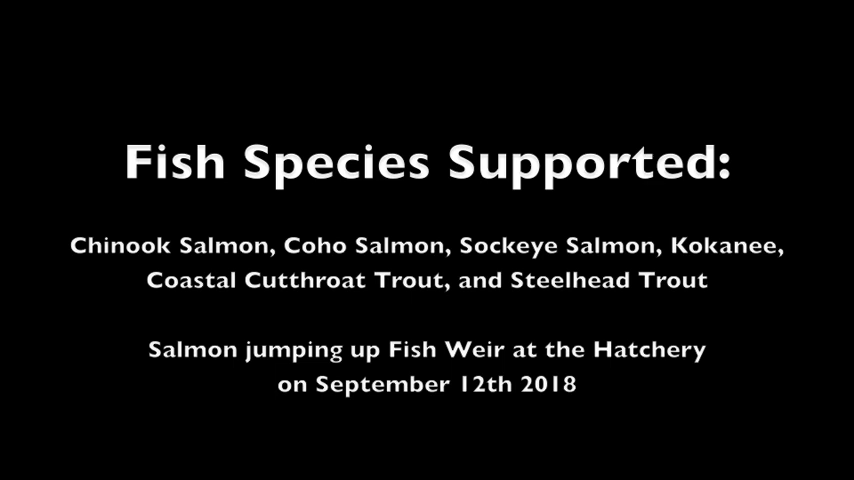 Fish Species Supported:
Chinook Salmon, Coho Salmon, Sockeye Salmon, Kokanee,
Coastal Cutthroat Trout, and Steelhead Trout
Salmon jumping up Fish Weir at the Hatchery
on September 12th 2018